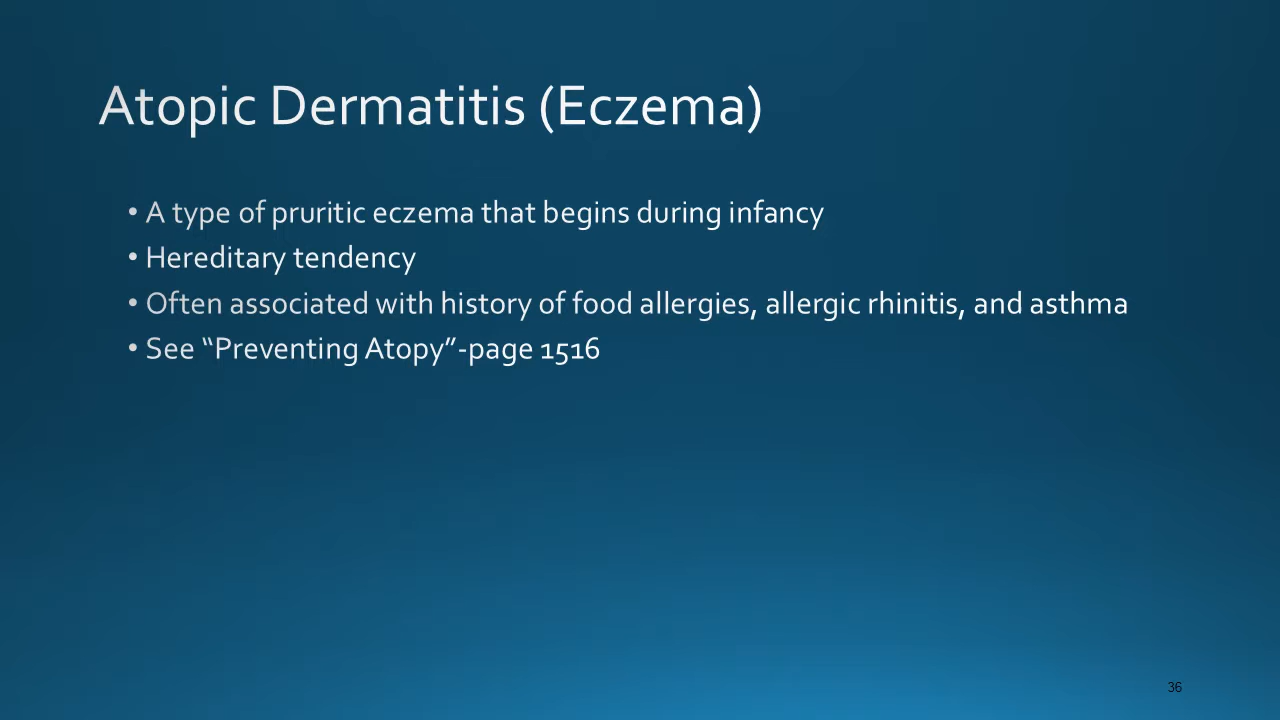 Atopic Dermatitis (Eczema)
• A type of pruritic eczema that begins during infancy
• Hereditary tendency
• Often associated with history of food allergies, allergic rhinitis, and asthma
• See “Preventing Atopy”-page 1516
36